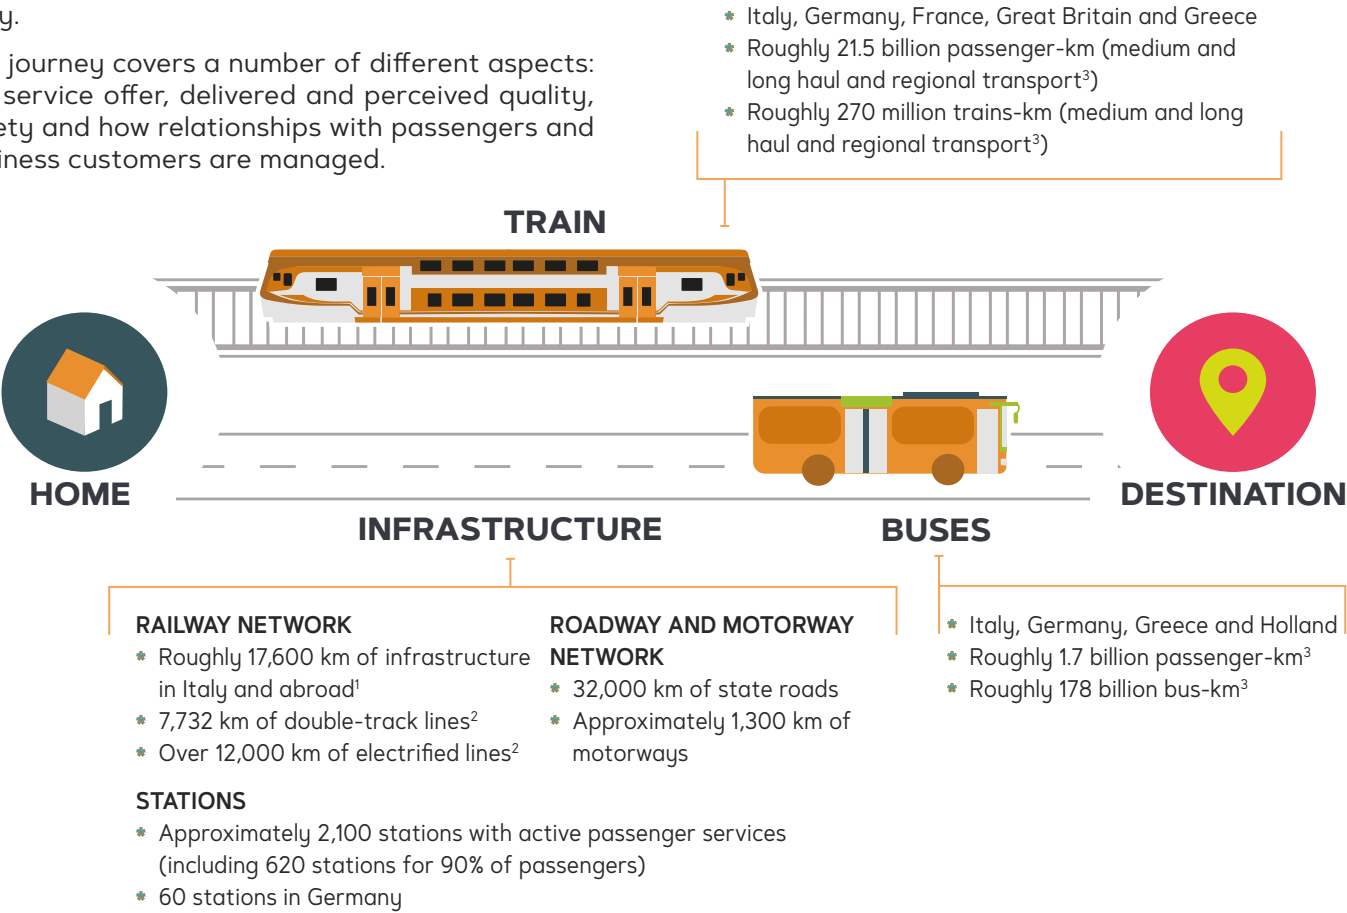 y.
journey covers a number of different aspects:
service offer, delivered and perceived quality,
ety and how relationships with passengers and
iness customers are managed.
Italy, Germany, France, Great Britain and Greece
Roughly 21.5 billion passenger-km (medium and
long haul and regional transport³)
Roughly 270 million trains-km (medium and long
haul and regional transport³)
TRAIN
HOME
DESTINATION
INFRASTRUCTURE
BUSES
RAILWAY NETWORK
Roughly 17,600 km of infrastructure
in Italy and abroad¹
7,732 km of double-track lines²
Over 12,000 km of electrified lines²
ROADWAY AND MOTORWAY
NETWORK
32,000 km of state roads
Approximately 1,300 km of
motorways
STATIONS
Approximately 2,100 stations with active passenger services
(including 620 stations for 90% of passengers)
60 stations in Germany
Italy, Germany, Greece and Holland
Roughly 1.7 billion passenger-km³
Roughly 178 billion bus-km³